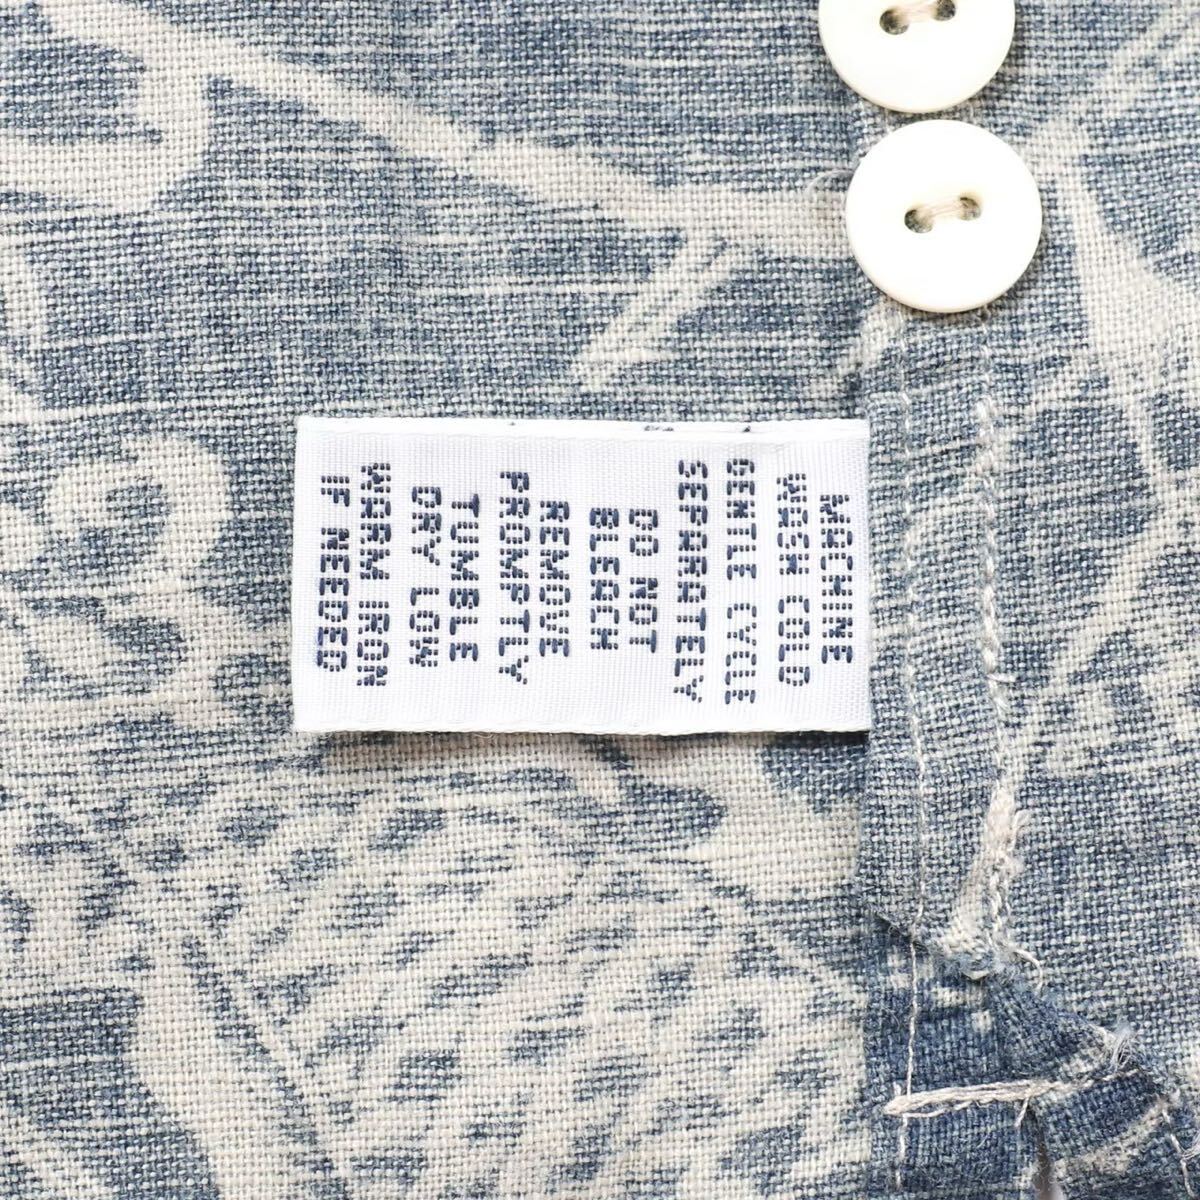 MACHINE
WASH COLD
GENTLE CYCLE
SEPARATELY
DO NOT
BLEACH
REMOVE
PROMPTLY
TUMBLE
DRY LOW
WARM IRON
IF NEEDED